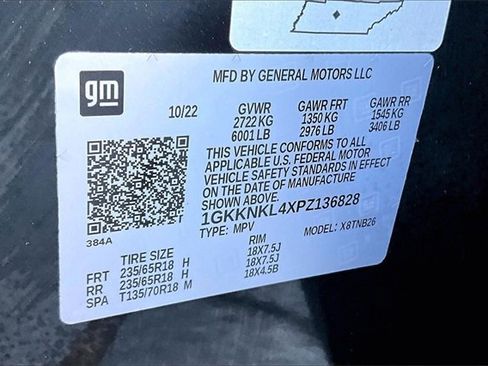 gm
MFD BY GENERAL MOTORS LLC
10/22 GVWR GAWR FRT GAWR RR
2722 KG 1350 KG 1545 KG
6001 LB 2976 LB 3406 LB
THIS VEHICLE CONFORMS TO ALL
APPLICABLE U.S. FEDERAL MOTOR
VEHICLE SAFETY STANDARDS IN EFFECT
ON THE DATE OF MANUFACTURE
1GKKNKL4XPZ136828
TYPE: MPV MODEL: X8TNB26
384A
TIRE SIZE RIM
FRT 235/65R18 H 18X7.5J
RR 235/65R18 H 18X7.5J
SPA T135/70R18 M 18X4.5B